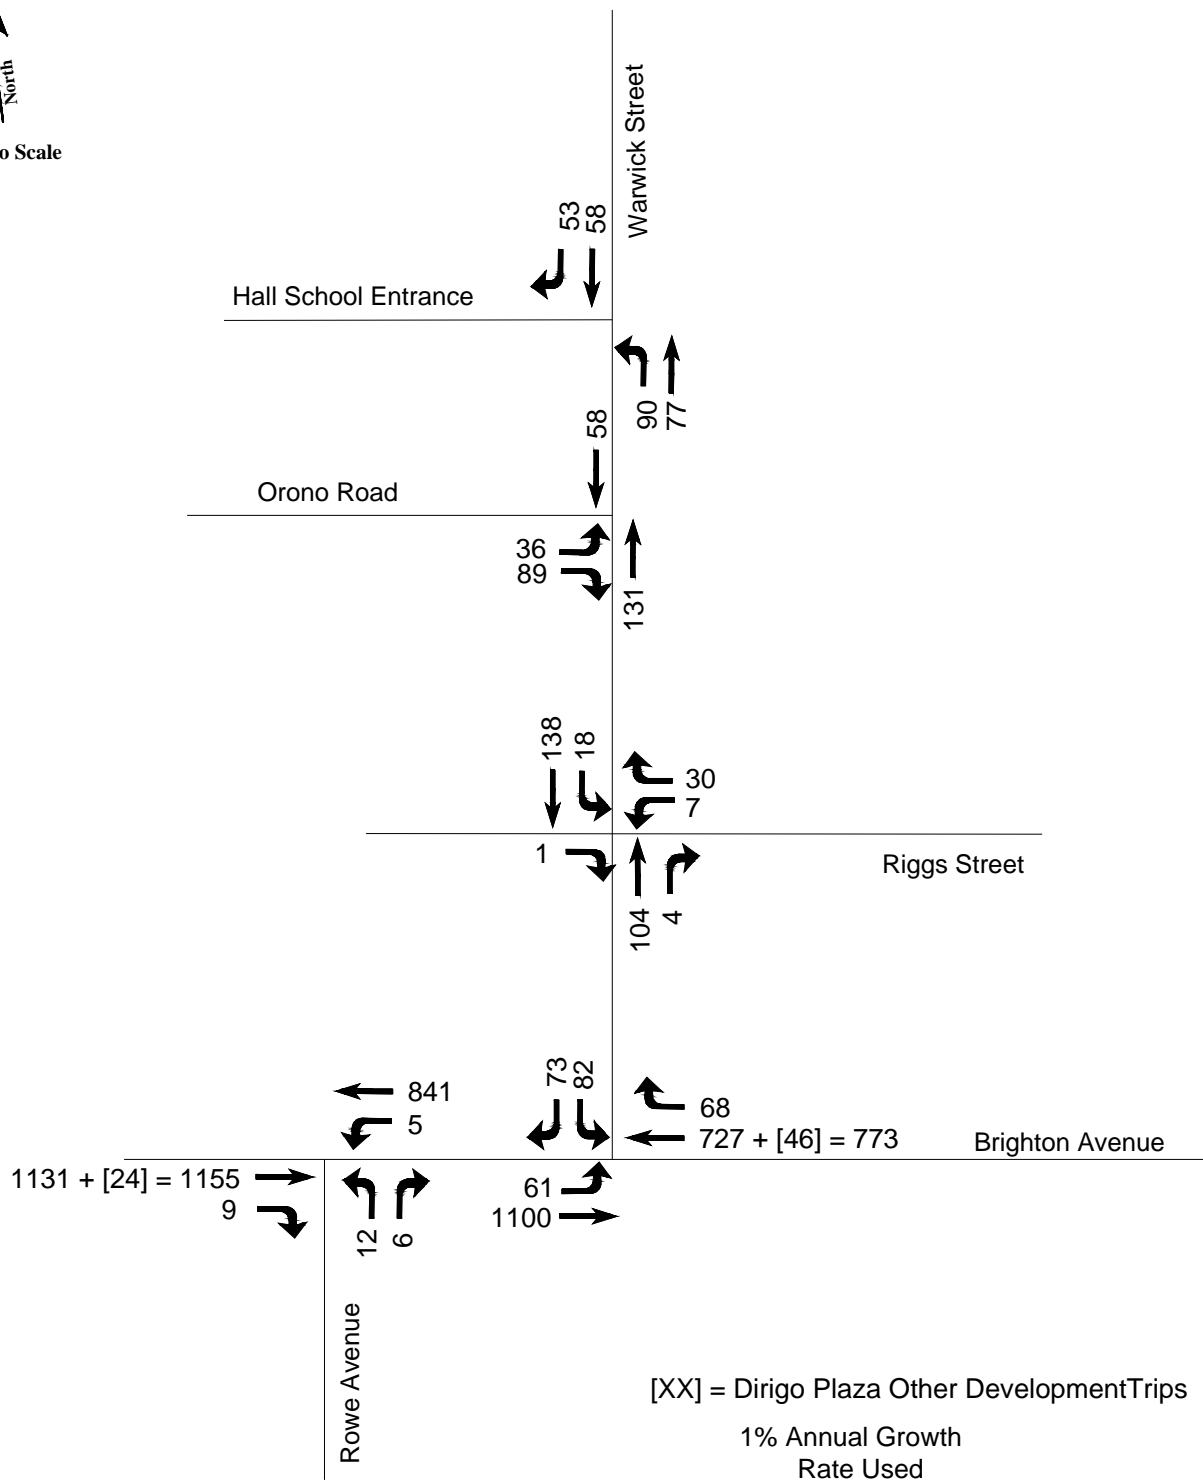 North
o Scale
Warwick Street
53
58
Hall School Entrance
90
77
58
Orono Road
36
89
131
138
18
30
7
1
Riggs Street
104
4
73
82
841
5
68
727 + [46] = 773
Brighton Avenue
1131 + [24] = 1155
9
61
1100
12
6
Rowe Avenue
[XX] = Dirigo Plaza Other DevelopmentTrips
1% Annual Growth
Rate Used